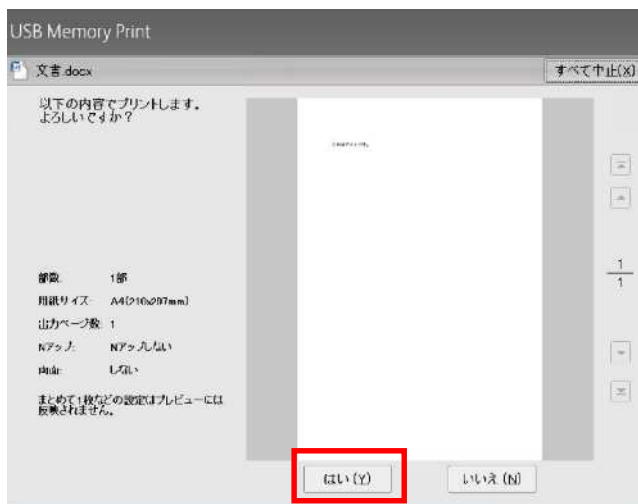 USB Memory Print
文書.docx
すべて中止(X)
以下の内容でプリントします。
よろしいですか？
部数: 1部
用紙サイズ: A4(210x297mm)
出力ページ数: 1
Nアップ: Nアップしない
両面: しない
まとめて1枚などの設定はプレビューには
反映されません。
1
1
はい(Y)
いいえ(N)